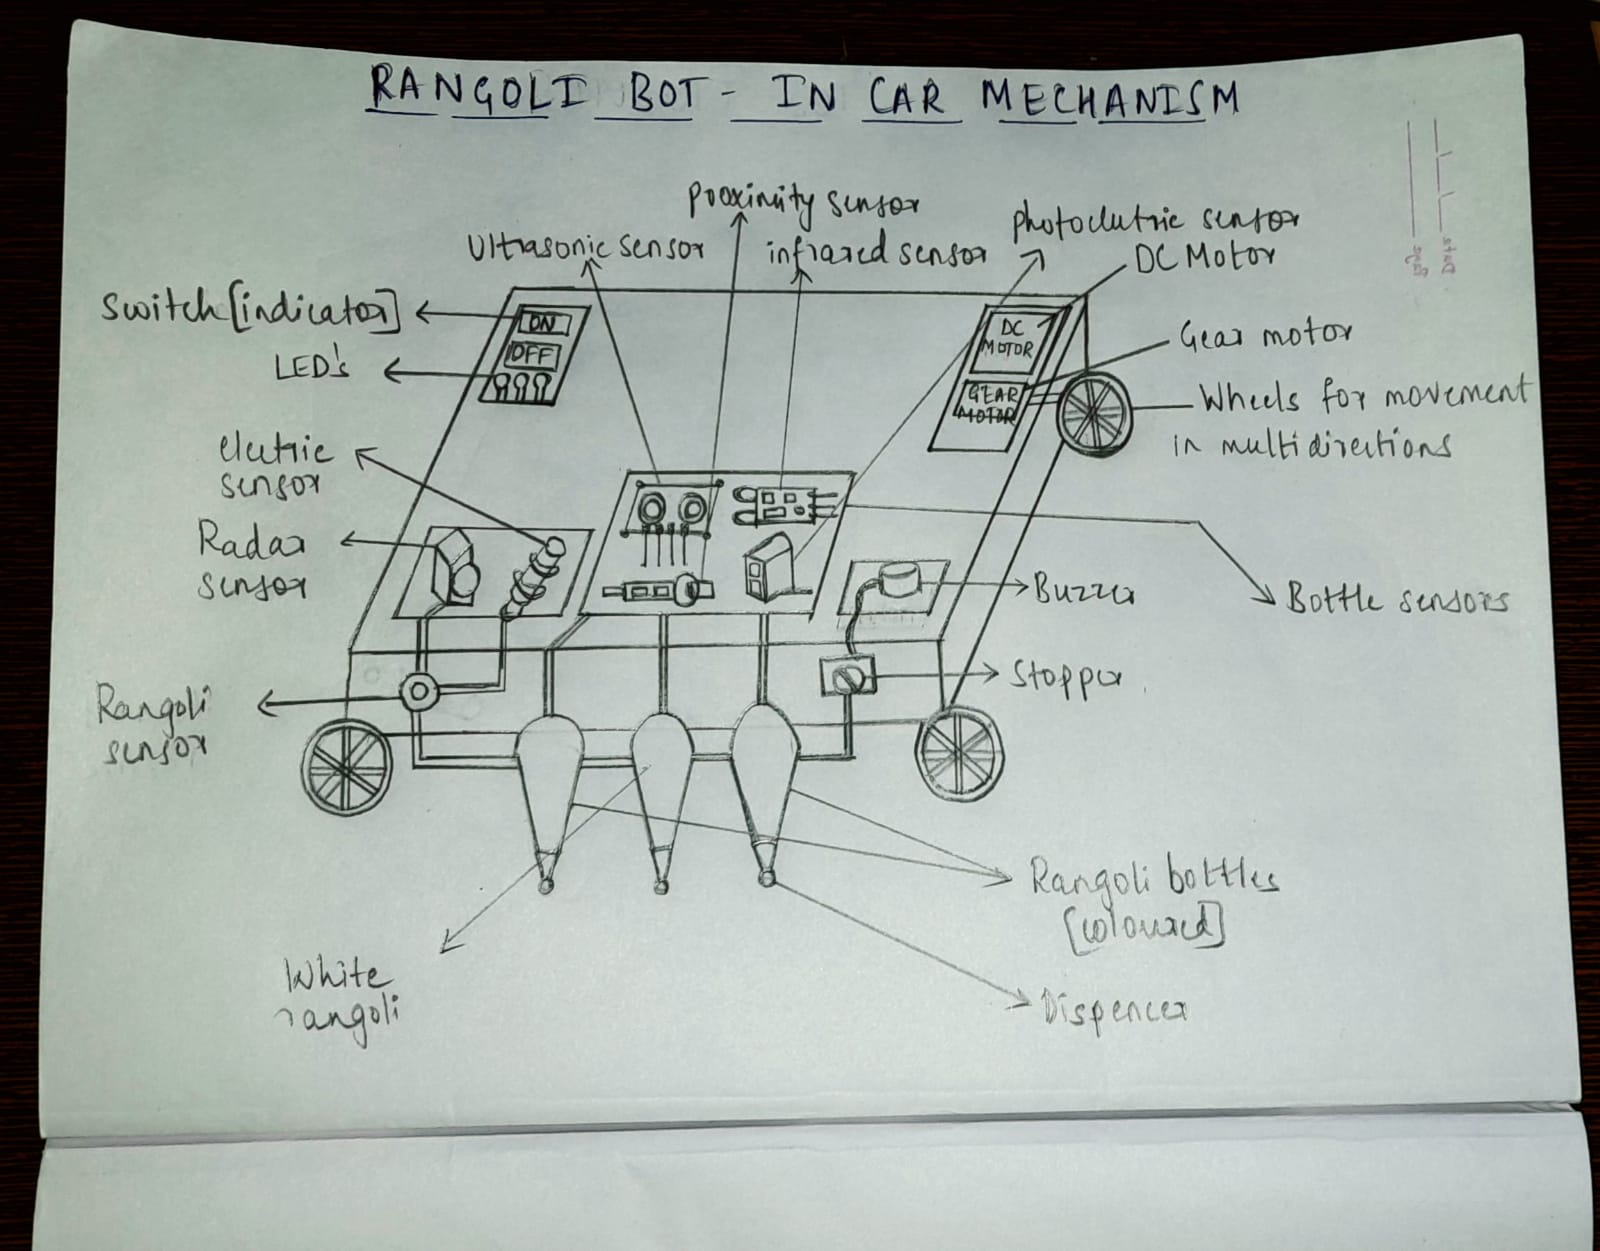 RANGOLI BOT - IN CAR MECHANISM
Proximity sensor
Ultrasonic sensor
infrared sensor
photoelectric sensor
DC Motor
Switch [indicator]
ON
OFF
LED's
DC
MOTOR
GEAR
MOTOR
Gear motor
Wheels for movement
in multidirections
electric
sensor
Radar
sensor
Buzzer
Bottle sensors
Stopper
Rangoli
sensor
Rangoli bottles
[coloured]
White
rangoli
Dispencer